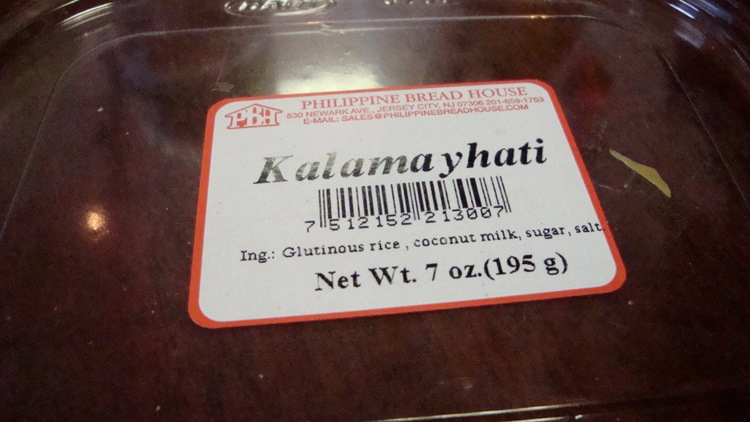 PBH
PHILIPPINE BREAD HOUSE
530 NEWARK AVE., JERSEY CITY, NJ 07306 201-659-1753
E-MAIL: SALES@PHILIPPINEBREADHOUSE.COM
Kalamayhati
7 512152 213007
Ing.: Glutinous rice , coconut milk, sugar, salt.
Net Wt. 7 oz.(195 g)